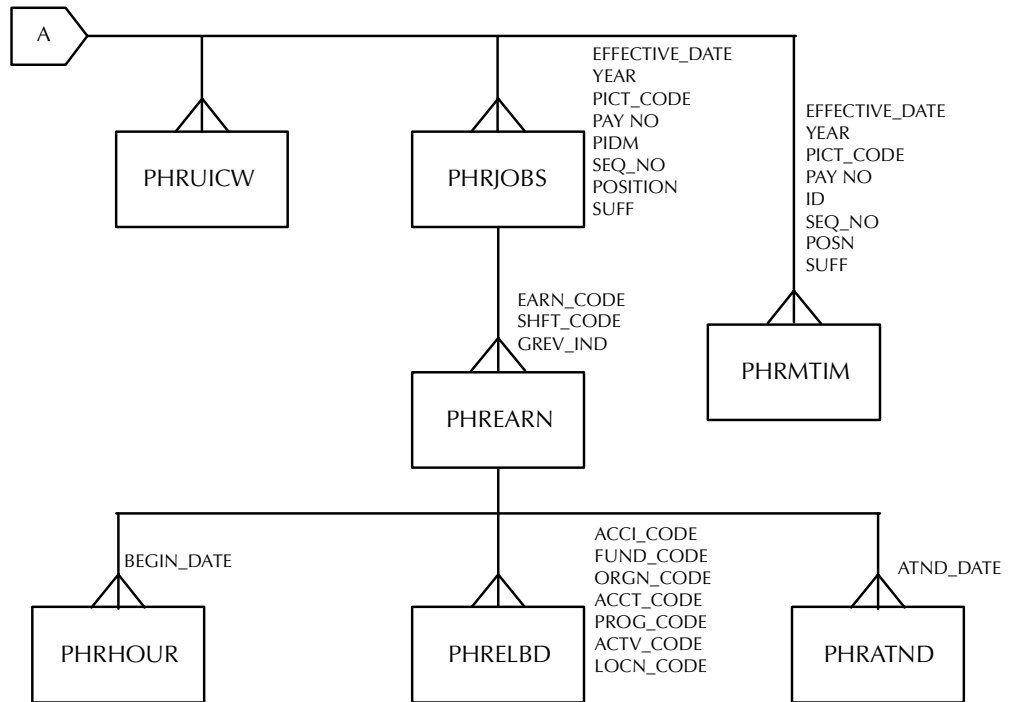 A
EFFECTIVE_DATE
YEAR
PICT_CODE
PAY NO
PIDM
SEQ_NO
POSITION
SUFF
EFFECTIVE_DATE
YEAR
PICT_CODE
PAY NO
ID
SEQ_NO
POSN
SUFF
PHRUICW
PHRJOBS
EARN_CODE
SHFT_CODE
GREV_IND
PHRMTIM
PHREARN
BEGIN_DATE
ACCI_CODE
FUND_CODE
ORGN_CODE
ACCT_CODE
PROG_CODE
ACTV_CODE
LOCN_CODE
ATND_DATE
PHRHOUR
PHRELBD
PHRATND